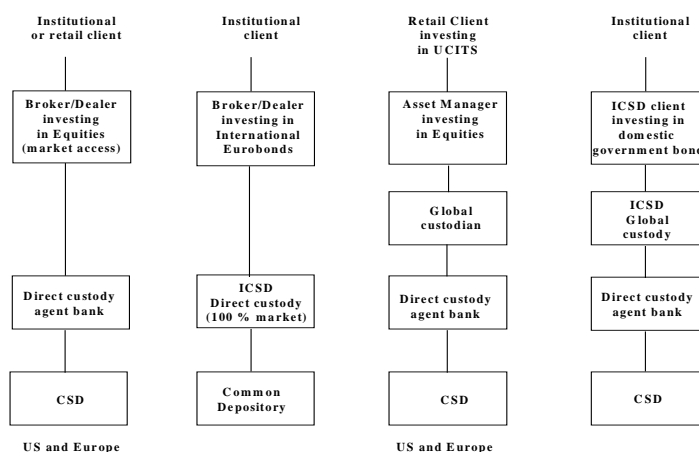 Institutional
or retail client
Broker/Dealer
investing
in Equities
(market access)
Direct custody
agent bank
CSD
US and Europe
Institutional
client
Broker/Dealer
investing in
International
Eurobonds
ICSD
Direct custody
(100 % market)
Common
Depository
Retail Client
investing
in UCITS
Asset Manager
investing
in Equities
Global
custodian
Direct custody
agent bank
CSD
US and Europe
Institutional
client
ICSD client
investing in
domestic
government bond
ICSD
Global
custody
Direct custody
agent bank
CSD